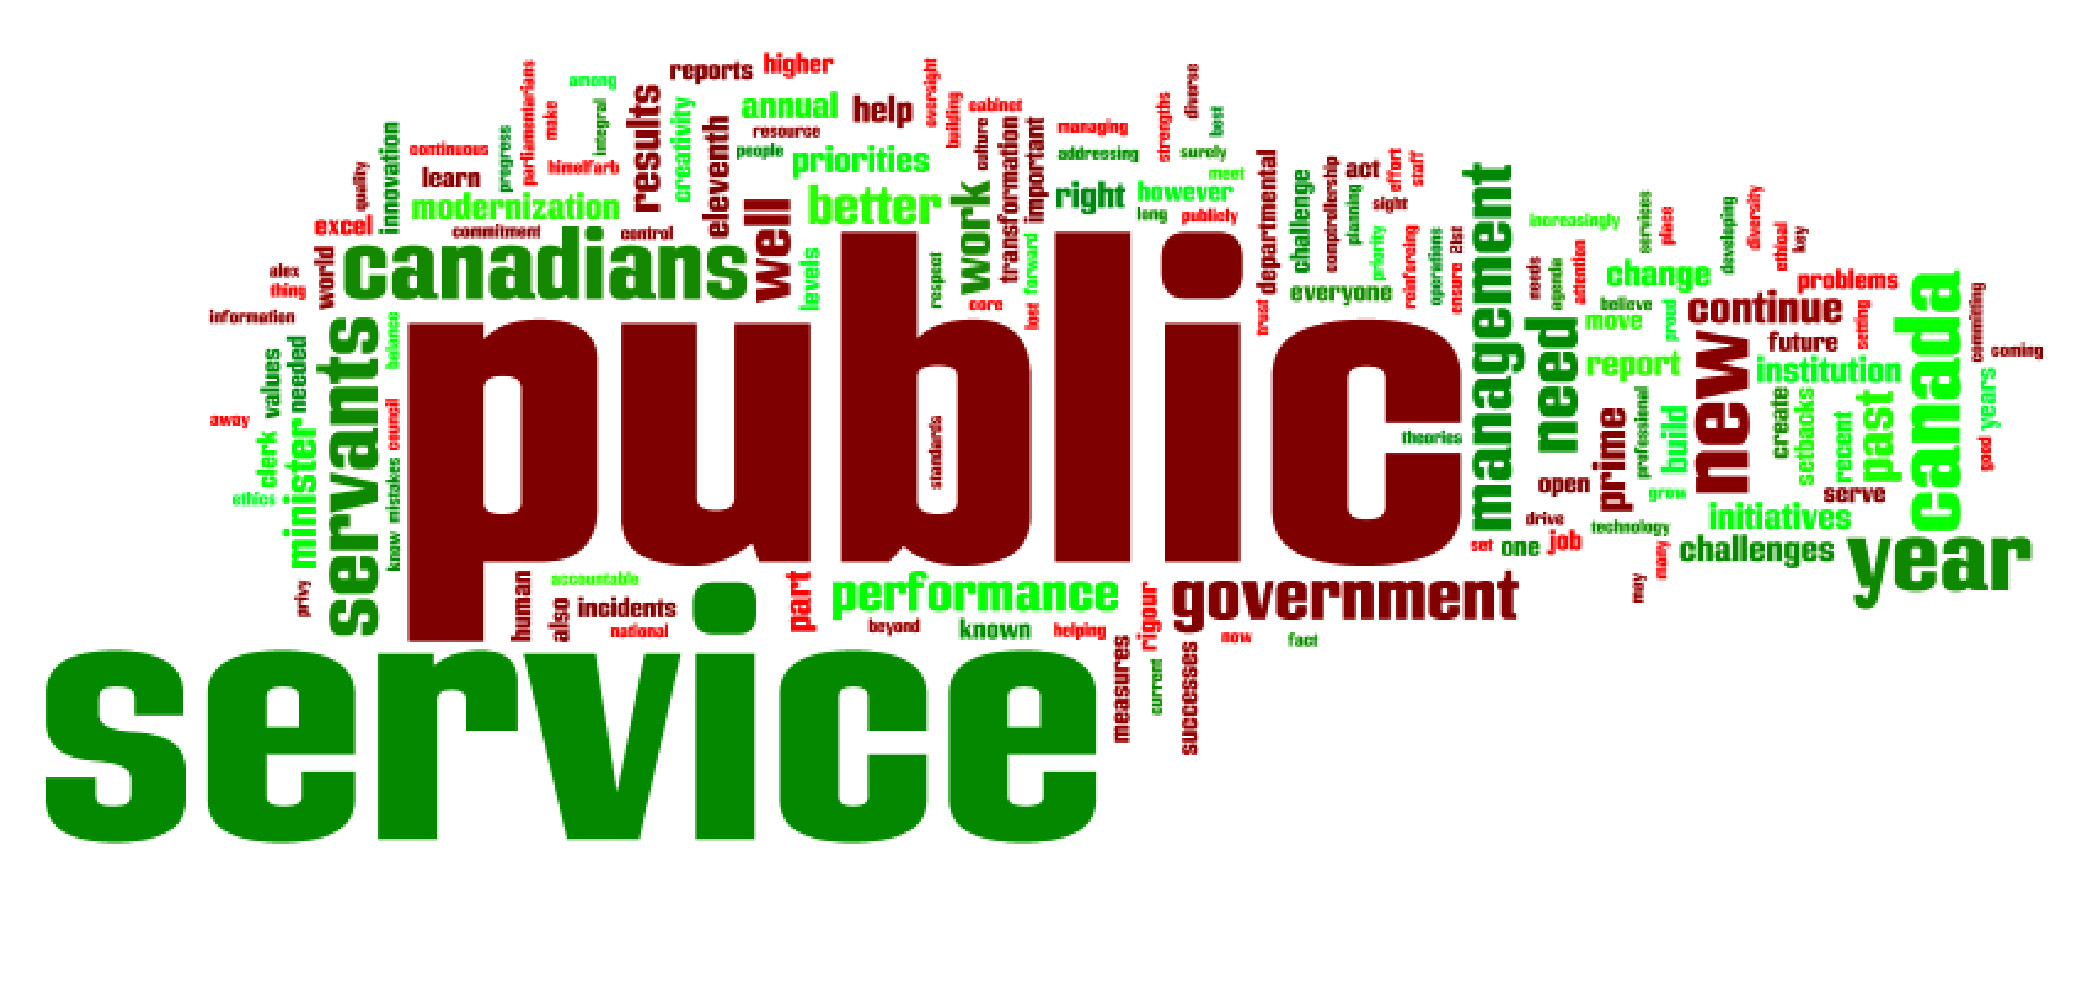 reports
higher
among
parliamentarians
make
integral
results
creativity
eleventh
annual
help
oversight
building
cabinet
resource
people
priorities
culture
transformation
important
managing
addressing
strengths
diverse
best
surely
meet
innovation
quality
continuous
learn
progress
himelfarb
modernization
excel
commitment
control
well
better
work
right
however
long
publicly
departmental
challenge
comptrollership
planning
act
effort
staff
sight
priority
reinforcing
operations
ensure
else
everyone
trust
management
increasingly
services
place
developing
diversity
ethical
key
alex
thing
world
canadians
levels
respect
core
lost
forward
needs
agenda
attention
change
believe
move
proud
problems
continue
setting
future
canada
committing
coming
information
servants
balance
public
need
report
new
institution
values
needed
away
clerk
minister
ethics
council
mistakes
know
standards
theories
prime
professional
build
create
setbacks
recent
past
years
good
open
grow
serve
drive
technology
initiatives
set
one
job
many
may
challenges
year
privy
human
also
accountable
incidents
national
part
performance
beyond
known
helping
rigour
government
now
fact
measures
current
successes
service